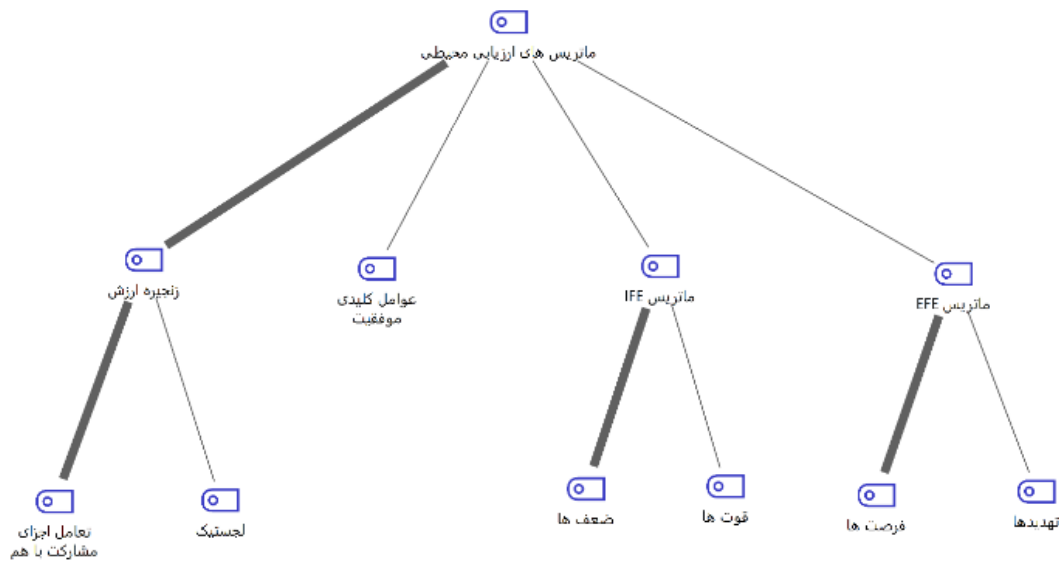 ماتریس های ارزیابی محیطی
زنجیره ارزش
عوامل کلیدی
موفقیت
ماتریس IFE
ماتریس EFE
تعامل اجزای
مشارکت با هم
لجستیک
ضعف ها
قوت ها
فرصت ها
تهدیدها